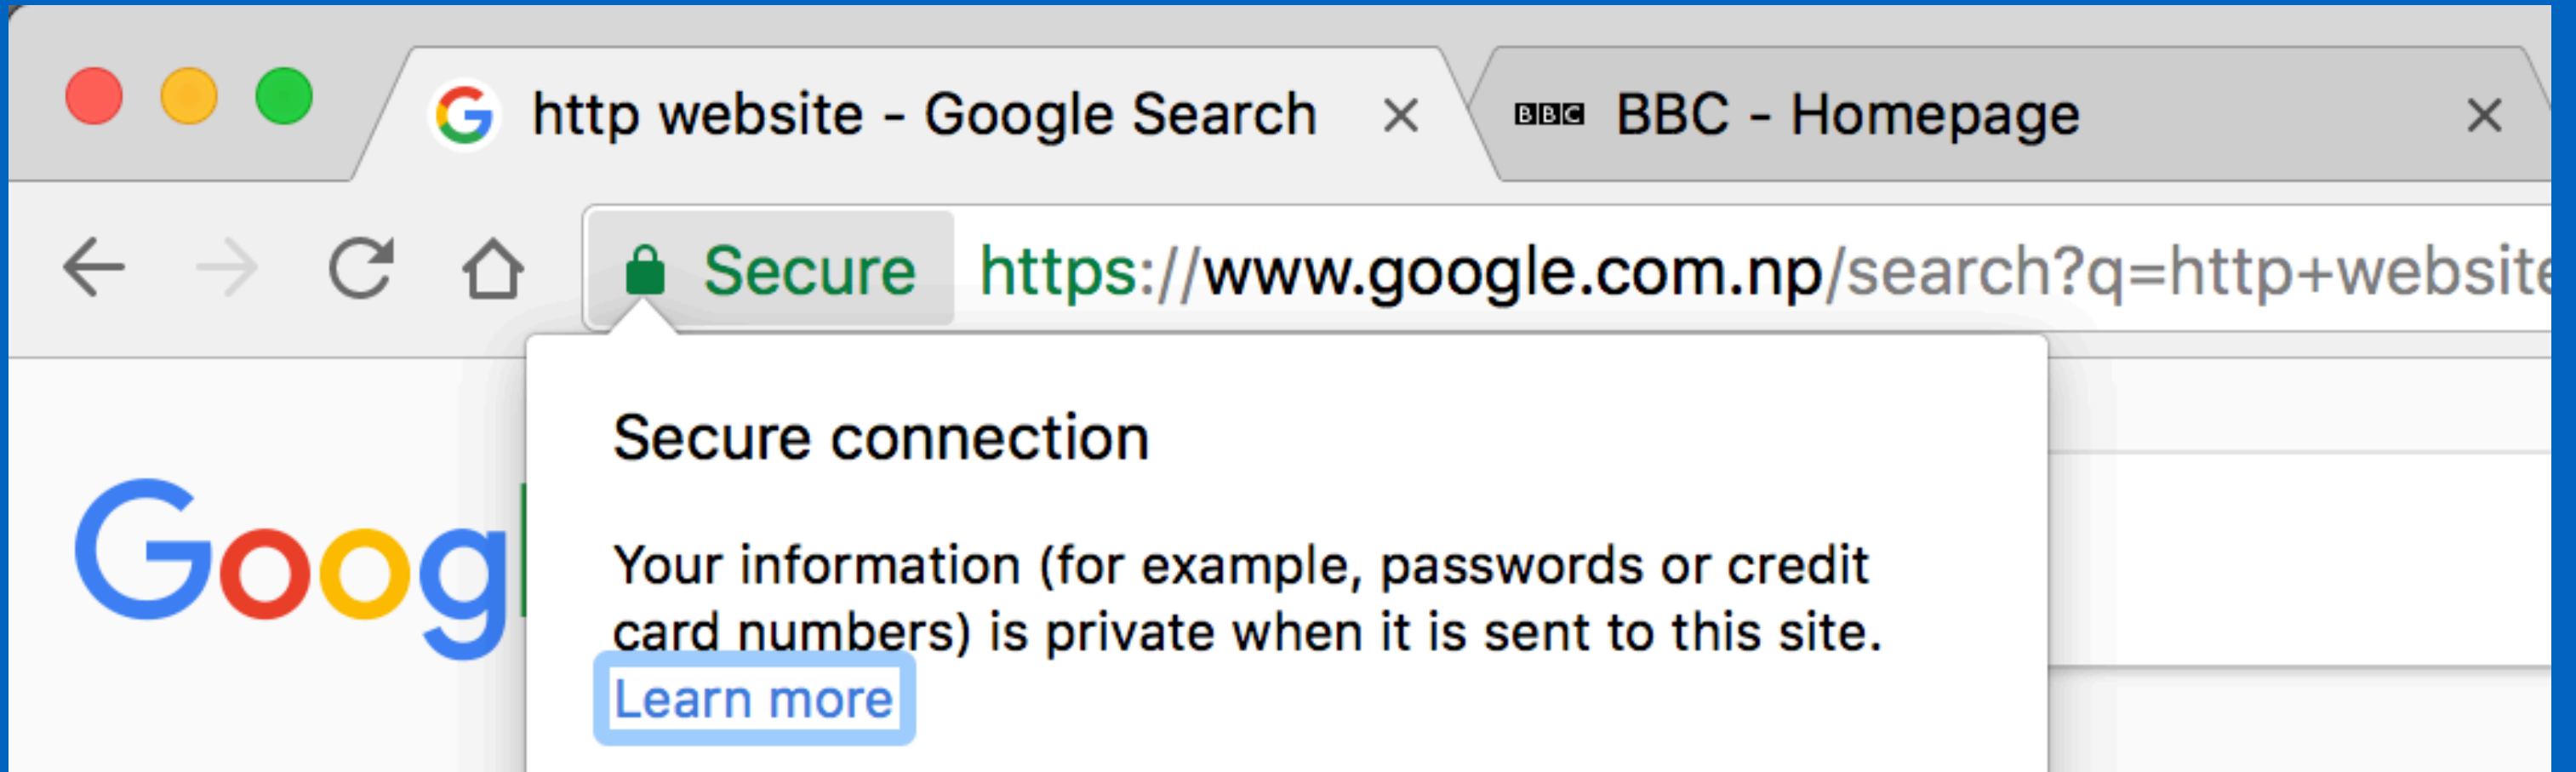 http website - Google Search
BBC BBC - Homepage
Secure https://www.google.com.np/search?q=http+website
Secure connection
Goog
Your information (for example, passwords or credit
card numbers) is private when it is sent to this site.
Learn more